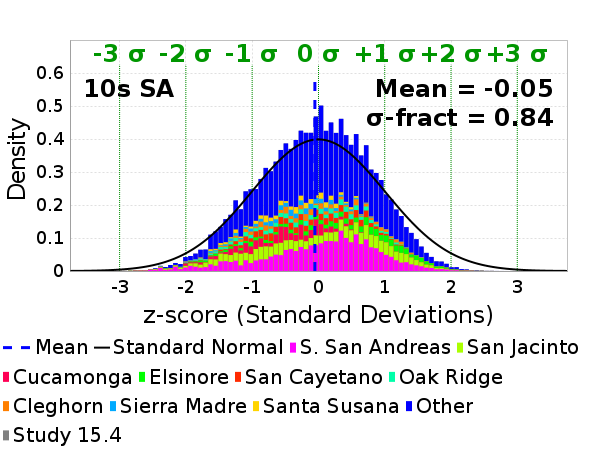 -3 σ -2 σ -1 σ 0 σ +1 σ +2 σ +3 σ
10s SA
Mean = -0.05
σ-fract = 0.84
Density
0.6
0.5
0.4
0.3
0.2
0.1
0
-3 -2 -1 0 1 2 3
z-score (Standard Deviations)
Mean Standard Normal S. San Andreas San Jacinto
Cucamonga Elsinore San Cayetano Oak Ridge
Cleghorn Sierra Madre Santa Susana Other
Study 15.4